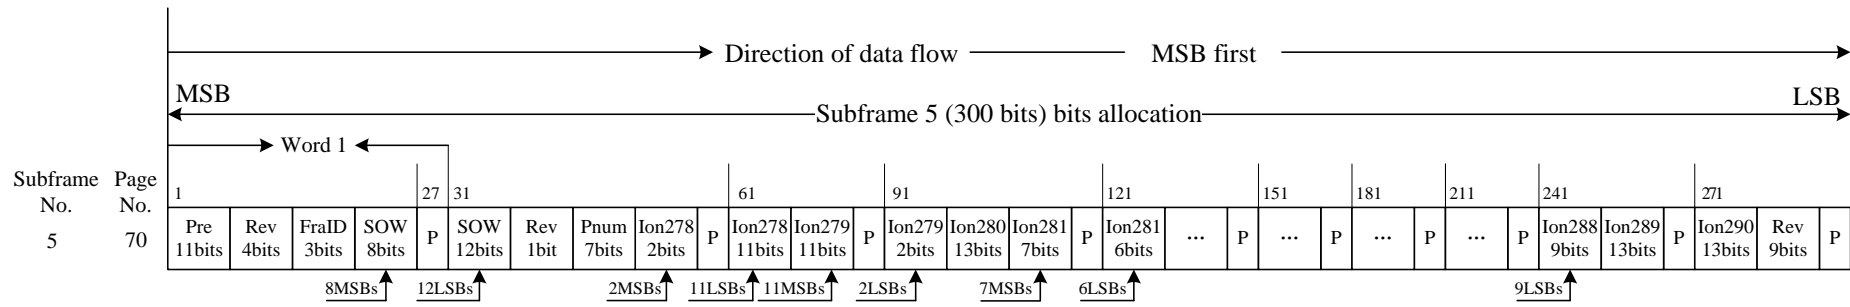 Direction of data flow MSB first
MSB LSB
Subframe 5 (300 bits) bits allocation
Word 1
Subframe No. Page No.
1 27 31 61 91 121 151 181 211 241 271
5 70
Pre 11bits
Rev 4bits
FraID 3bits
SOW 8bits
P
SOW 12bits
Rev 1bit
Pnum 7bits
Ion278 2bits
P
Ion278 11bits
Ion279 11bits
P
Ion279 2bits
Ion280 13bits
Ion281 7bits
P
Ion281 6bits
...
P
...
P
...
P
...
P
Ion288 9bits
Ion289 13bits
P
Ion290 13bits
Rev 9bits
P
8MSBs 12LSBs 2MSBs 11LSBs 11MSBs 2LSBs 7MSBs 6LSBs 9LSBs